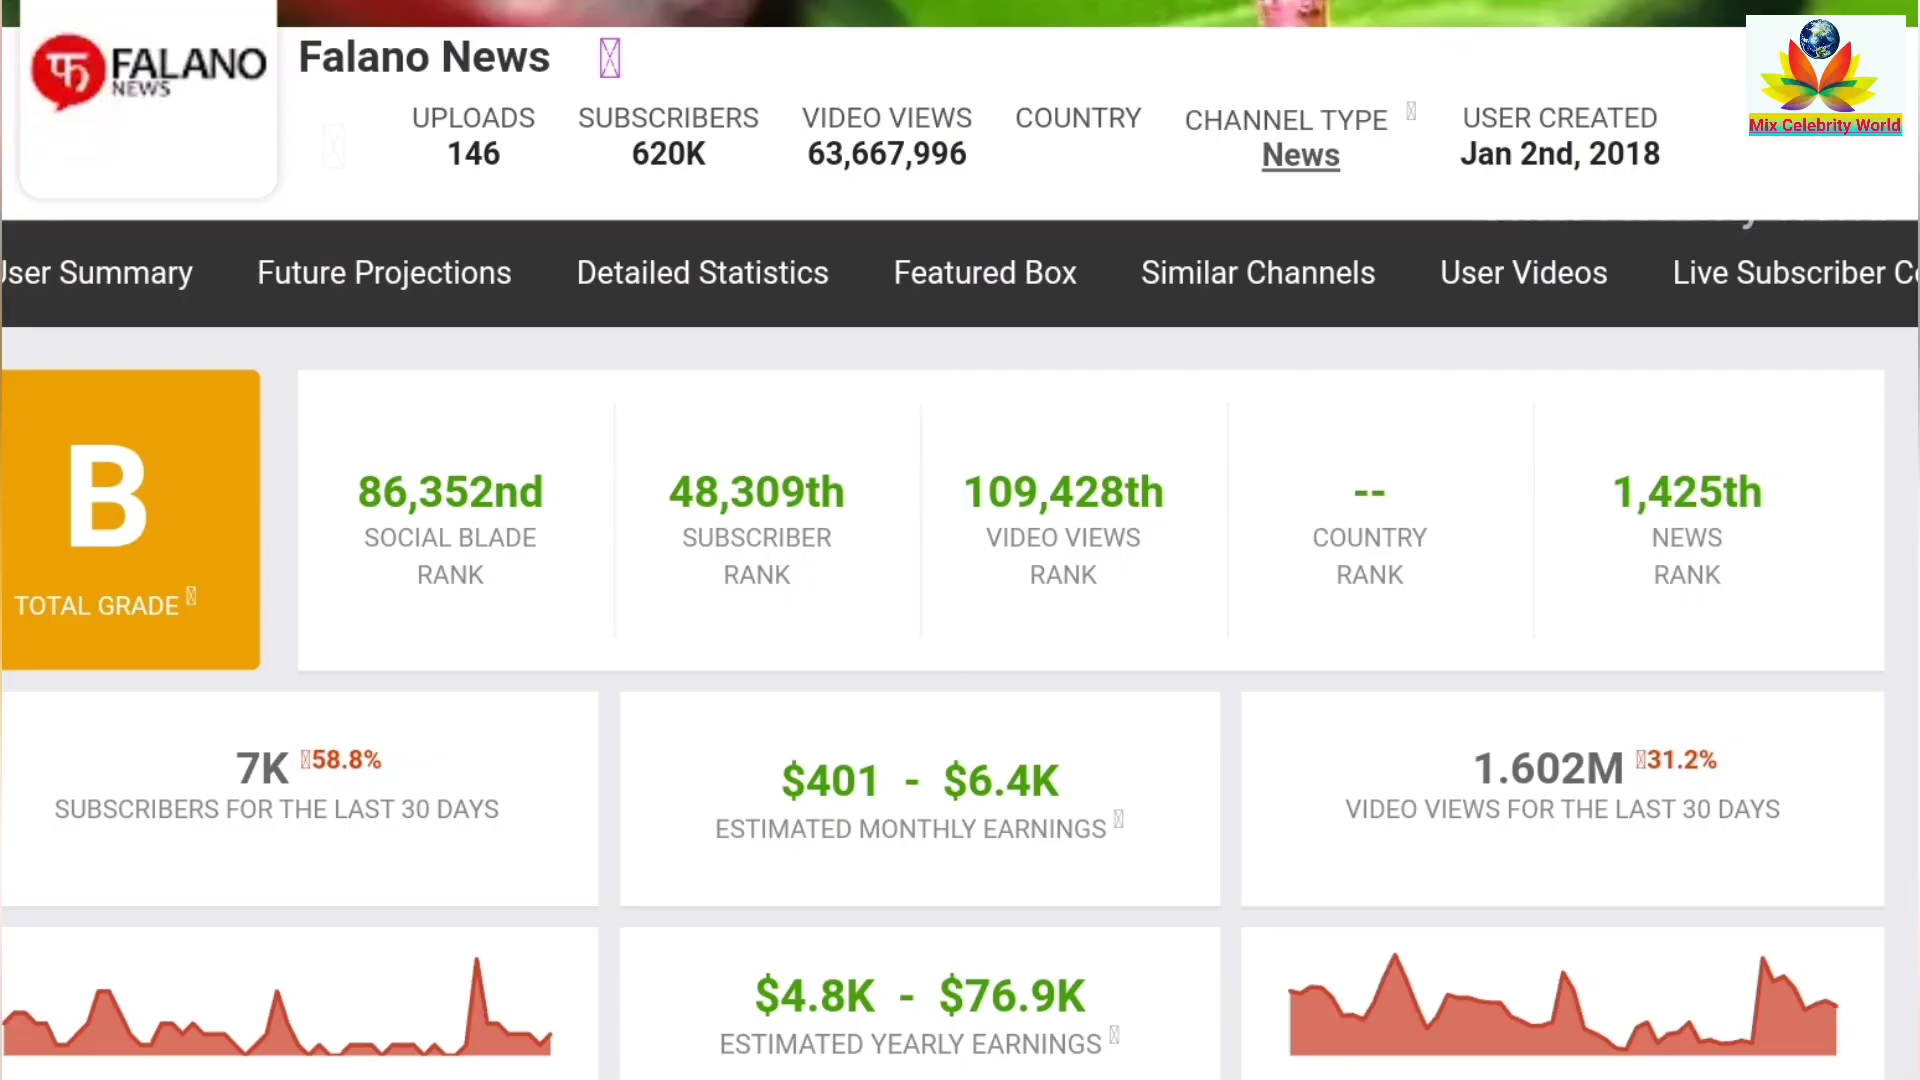 फ
FALANO
NEWS
Falano News
UPLOADS
146
SUBSCRIBERS
620K
VIDEO VIEWS
63,667,996
COUNTRY
CHANNEL TYPE
News
USER CREATED
Jan 2nd, 2018
Mix Celebrity World
User Summary
Future Projections
Detailed Statistics
Featured Box
Similar Channels
User Videos
Live Subscriber Co
B
TOTAL GRADE
86,352nd
SOCIAL BLADE
RANK
48,309th
SUBSCRIBER
RANK
109,428th
VIDEO VIEWS
RANK
--
COUNTRY
RANK
1,425th
NEWS
RANK
7K 58.8%
SUBSCRIBERS FOR THE LAST 30 DAYS
$401 - $6.4K
ESTIMATED MONTHLY EARNINGS
1.602M 31.2%
VIDEO VIEWS FOR THE LAST 30 DAYS
$4.8K - $76.9K
ESTIMATED YEARLY EARNINGS